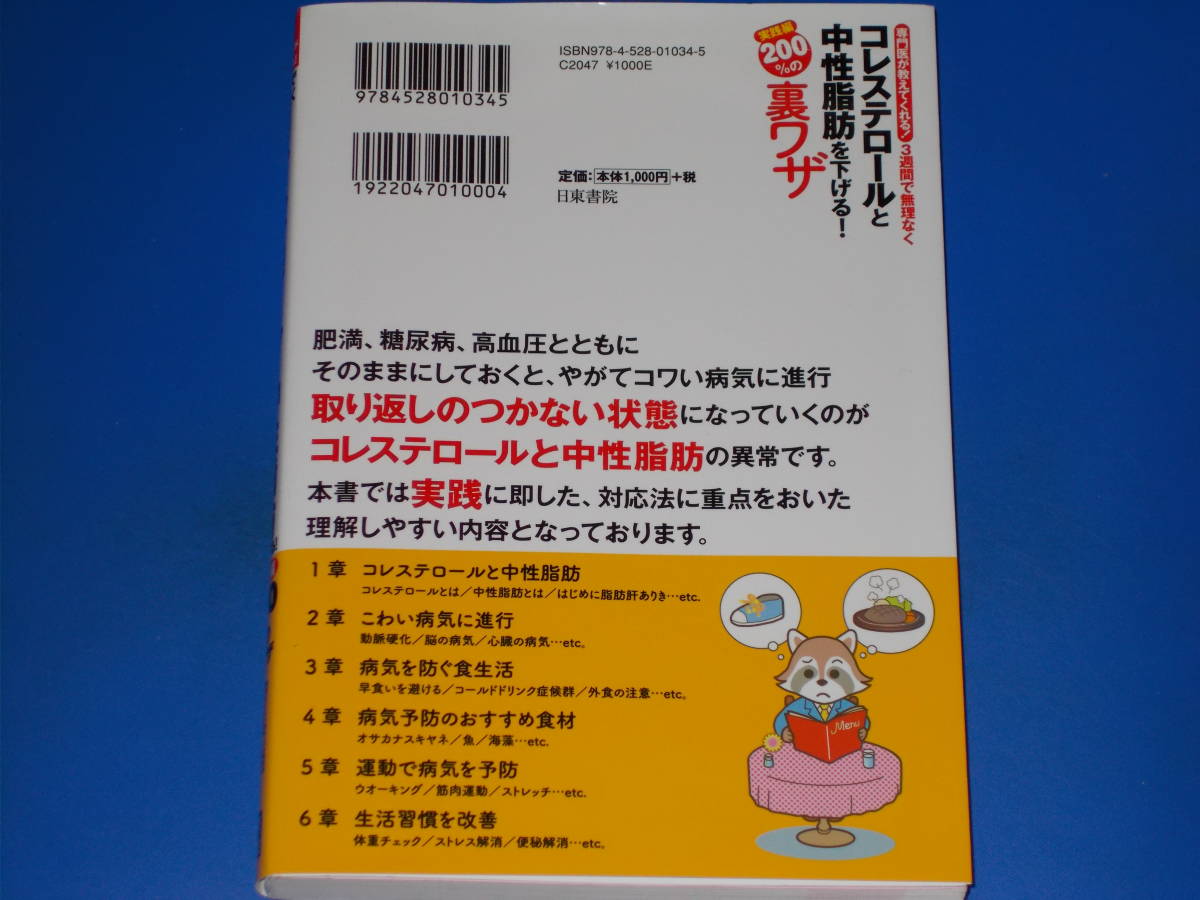 専門医が教えてくれる!
3週間で無理なく
コレステロールと
中性脂肪を下げる!
実践編
200%の
裏ワザ
ISBN978-4-528-01034-5
C2047 ¥1000E
9784528010345
1922047010004
定価:本体1,000円+税
日東書院
肥満、糖尿病、高血圧とともに
そのままにしておくと、やがてコワい病気に進行
取り返しのつかない状態になっていくのが
コレステロールと中性脂肪の異常です。
本書では実践に即した、対応法に重点をおいた
理解しやすい内容となっております。
1章 コレステロールと中性脂肪
コレステロールとは/中性脂肪とは/はじめに脂肪肝ありき…etc.
2章 こわい病気に進行
動脈硬化/脳の病気/心臓の病気…etc。
3章 病気を防ぐ食生活
早食いを避ける/コールドドリンク症候群/外食の注意…etc。
4章 病気予防のおすすめ食材
オサカナスキヤネ/魚/海藻…etc.
5章 運動で病気を予防
ウオーキング/筋肉運動/ストレッチ…etc.
6章 生活習慣を改善
体重チェック/ストレス解消/便秘解消…etc。
Menu